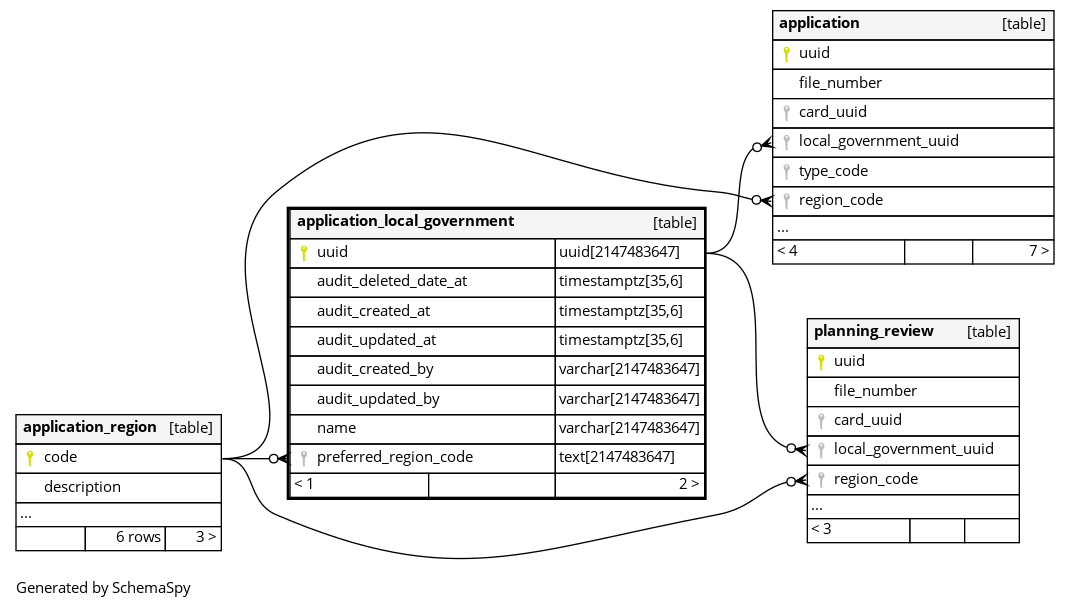 application [table]
uuid
file_number
card_uuid
local_government_uuid
type_code
region_code
...
< 4 7 >
application_local_government [table]
uuid uuid[2147483647]
audit_deleted_date_at timestamptz[35,6]
audit_created_at timestamptz[35,6]
audit_updated_at timestamptz[35,6]
audit_created_by varchar[2147483647]
audit_updated_by varchar[2147483647]
name varchar[2147483647]
preferred_region_code text[2147483647]
< 1 2 >
planning_review [table]
uuid
file_number
card_uuid
local_government_uuid
region_code
...
< 3
application_region [table]
code
description
...
6 rows 3 >
Generated by SchemaSpy